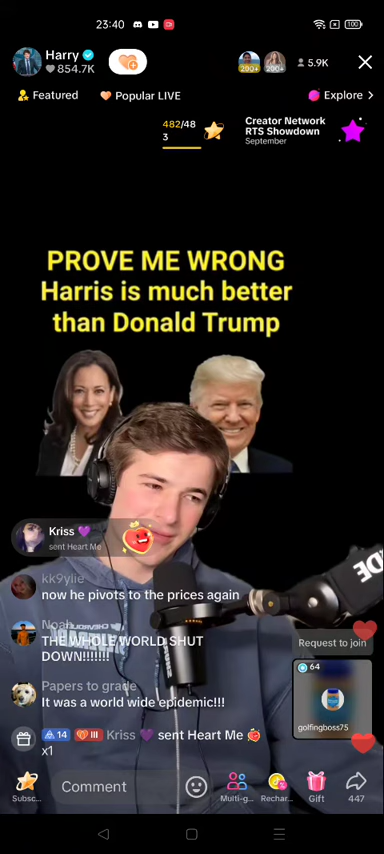 23:40
100
Harry
854.7K
200+
200+
5.9K
Featured
Popular LIVE
Explore
482/48
3
Creator Network
RTS Showdown
September
PROVE ME WRONG
Harris is much better
than Donald Trump
Kriss 💜
sent Heart Me
kk9ylie
now he pivots to the prices again
Noah
THE WHOLE WORLD SHUT
DOWN!!!!!!!
Papers to grade
It was a world wide epidemic!!!
14 III Kriss 💜 sent Heart Me
x1
Request to join
64
golfingboss75
Comment
Subsc...
Multi-g...
Rechar...
Gift
447